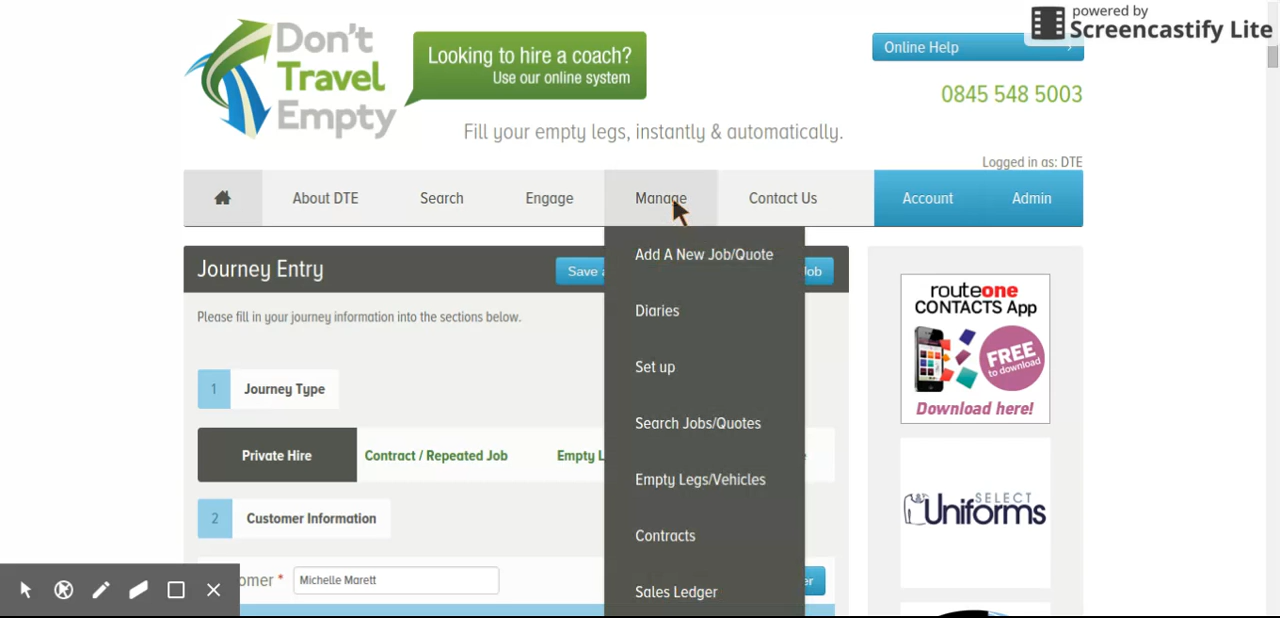 powered by
Screencastify Lite
Don't
Travel
Empty
Looking to hire a coach?
Use our online system
Online Help
0845 548 5003
Fill your empty legs, instantly & automatically.
Logged in as: DTE
About DTE
Search
Engage
Manage
Contact Us
Account
Admin
Journey Entry
Save
Add A New Job/Quote
Please fill in your journey information into the sections below.
Diaries
1 Journey Type
Set up
Private Hire
Contract / Repeated Job
Empty L
Search Jobs/Quotes
Empty Legs/Vehicles
2 Customer Information
Contracts
Michelle Marett
Sales Ledger
routeone
CONTACTS App
FREE
to download
Download here!
SELECT
Uniforms